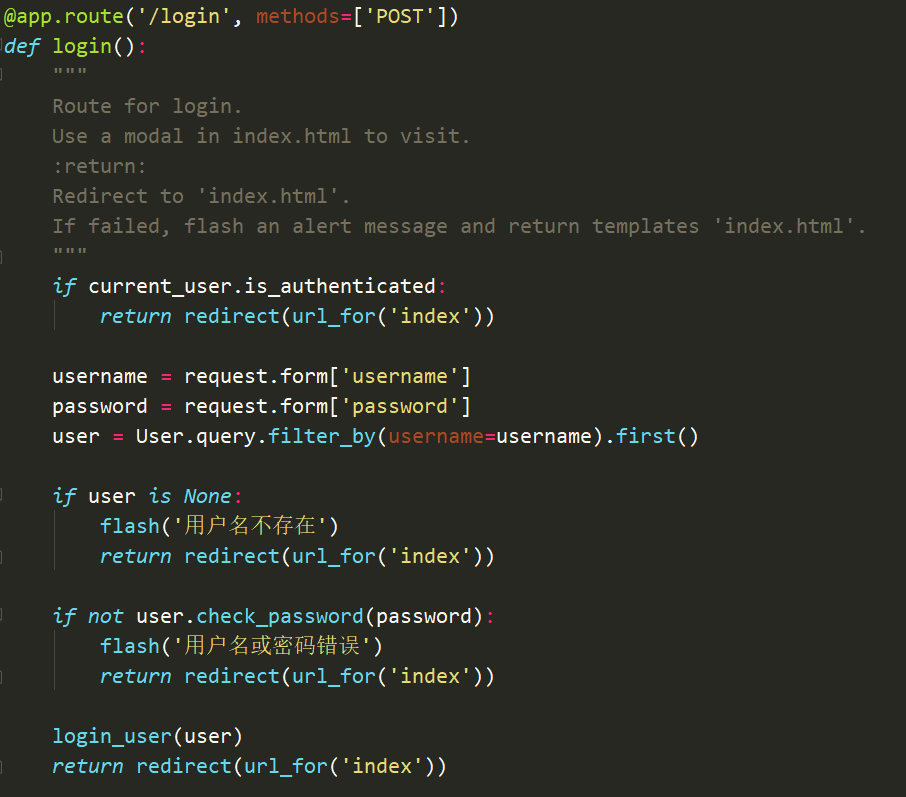 @app.route('/login', methods=['POST'])
def login():
"""
Route for login.
Use a modal in index.html to visit.
:return:
Redirect to 'index.html'.
If failed, flash an alert message and return templates 'index.html'.
"""
if current_user.is_authenticated:
return redirect(url_for('index'))
username = request.form['username']
password = request.form['password']
user = User.query.filter_by(username=username).first()
if user is None:
flash('用户名不存在')
return redirect(url_for('index'))
if not user.check_password(password):
flash('用户名或密码错误')
return redirect(url_for('index'))
login_user(user)
return redirect(url_for('index'))